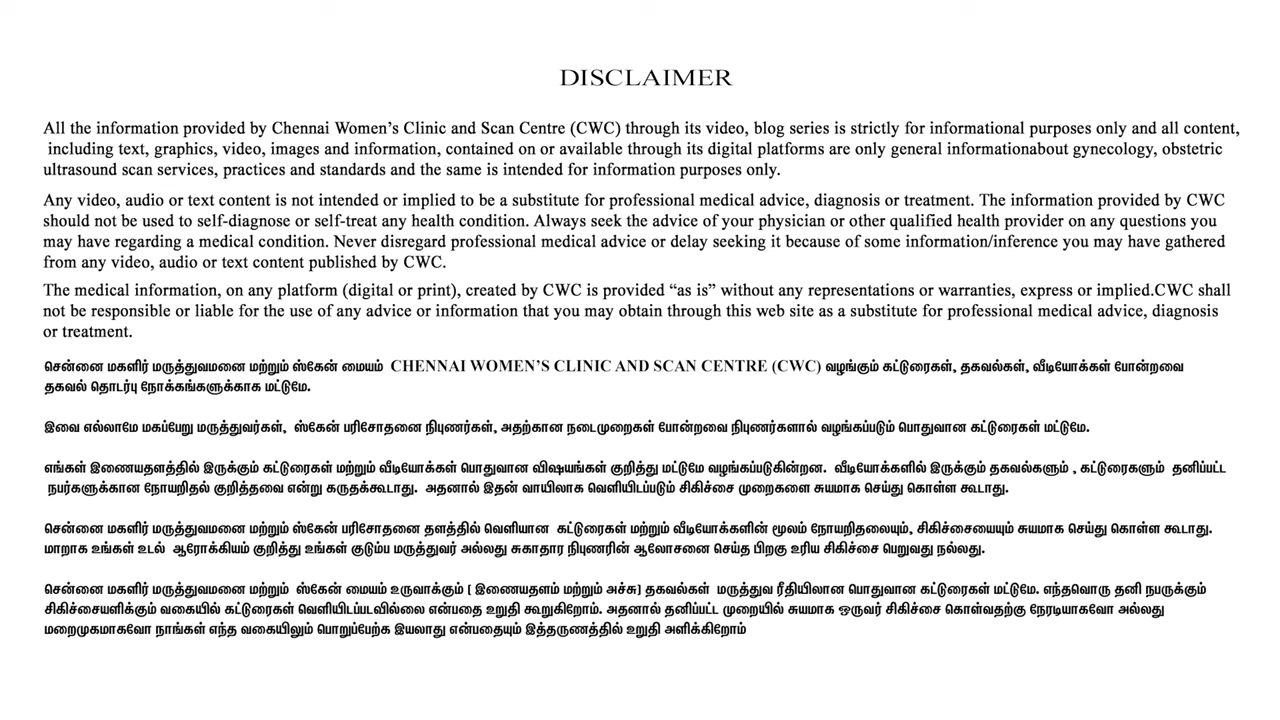 DISCLAIMER
All the information provided by Chennai Women’s Clinic and Scan Centre (CWC) through its video, blog series is strictly for informational purposes only and all content,
including text, graphics, video, images and information, contained on or available through its digital platforms are only general informationabout gynecology, obstetric
ultrasound scan services, practices and standards and the same is intended for information purposes only.
Any video, audio or text content is not intended or implied to be a substitute for professional medical advice, diagnosis or treatment. The information provided by CWC
should not be used to self-diagnose or self-treat any health condition. Always seek the advice of your physician or other qualified health provider on any questions you
may have regarding a medical condition. Never disregard professional medical advice or delay seeking it because of some information/inference you may have gathered
from any video, audio or text content published by CWC.
The medical information, on any platform (digital or print), created by CWC is provided “as is” without any representations or warranties, express or implied.CWC shall
not be responsible or liable for the use of any advice or information that you may obtain through this web site as a substitute for professional medical advice, diagnosis
or treatment.
சென்னை மகளிர் மருத்துவமனை மற்றும் ஸ்கேன் மையம் CHENNAI WOMEN’S CLINIC AND SCAN CENTRE (CWC) வழங்கும் கட்டுரைகள், தகவல்கள், வீடியோக்கள் போன்றவை
தகவல் தொடர்பு நோக்கங்களுக்காக மட்டுமே.
இவை எல்லாமே மகப்பேறு மருத்துவர்கள், ஸ்கேன் பரிசோதனை நிபுணர்கள், அதற்கான நடைமுறைகள் போன்றவை நிபுணர்களால் வழங்கப்படும் பொதுவான கட்டுரைகள் மட்டுமே.
எங்கள் இணையதளத்தில் இருக்கும் கட்டுரைகள் மற்றும் வீடியோக்கள் பொதுவான விஷயங்கள் குறித்து மட்டுமே வழங்கப்படுகின்றன. வீடியோக்களில் இருக்கும் தகவல்களும் , கட்டுரைகளும் தனிப்பட்ட
நபர்களுக்கான நோயறிதல் குறித்தவை என்று கருதக்கூடாது. அதனால் இதன் வாயிலாக வெளியிடப்படும் சிகிச்சை முறைகளை சுயமாக செய்து கொள்ள கூடாது.
சென்னை மகளிர் மருத்துவமனை மற்றும் ஸ்கேன் பரிசோதனை தளத்தில் வெளியான கட்டுரைகள் மற்றும் வீடியோக்களின் மூலம் நோயறிதலையும், சிகிச்சையையும் சுயமாக செய்து கொள்ள கூடாது.
மாறாக உங்கள் உடல் ஆரோக்கியம் குறித்து உங்கள் குடும்ப மருத்துவர் அல்லது சுகாதார நிபுணரின் ஆலோசனை செய்த பிறகு உரிய சிகிச்சை பெறுவது நல்லது.
சென்னை மகளிர் மருத்துவமனை மற்றும் ஸ்கேன் மையம் உருவாக்கும் [ இணையதளம் மற்றும் அச்சு] தகவல்கள் மருத்துவ ரீதியிலான பொதுவான கட்டுரைகள் மட்டுமே. எந்தவொரு தனி நபருக்கும்
சிகிச்சையளிக்கும் வகையில் கட்டுரைகள் வெளியிடப்படவில்லை என்பதை உறுதி கூறுகிறோம். அதனால் தனிப்பட்ட முறையில் சுயமாக ஒருவர் சிகிச்சை கொள்வதற்கு நேரடியாகவோ அல்லது
மறைமுகமாகவோ நாங்கள் எந்த வகையிலும் பொறுப்பேற்க இயலாது என்பதையும் இத்தருணத்தில் உறுதி அளிக்கிறோம்